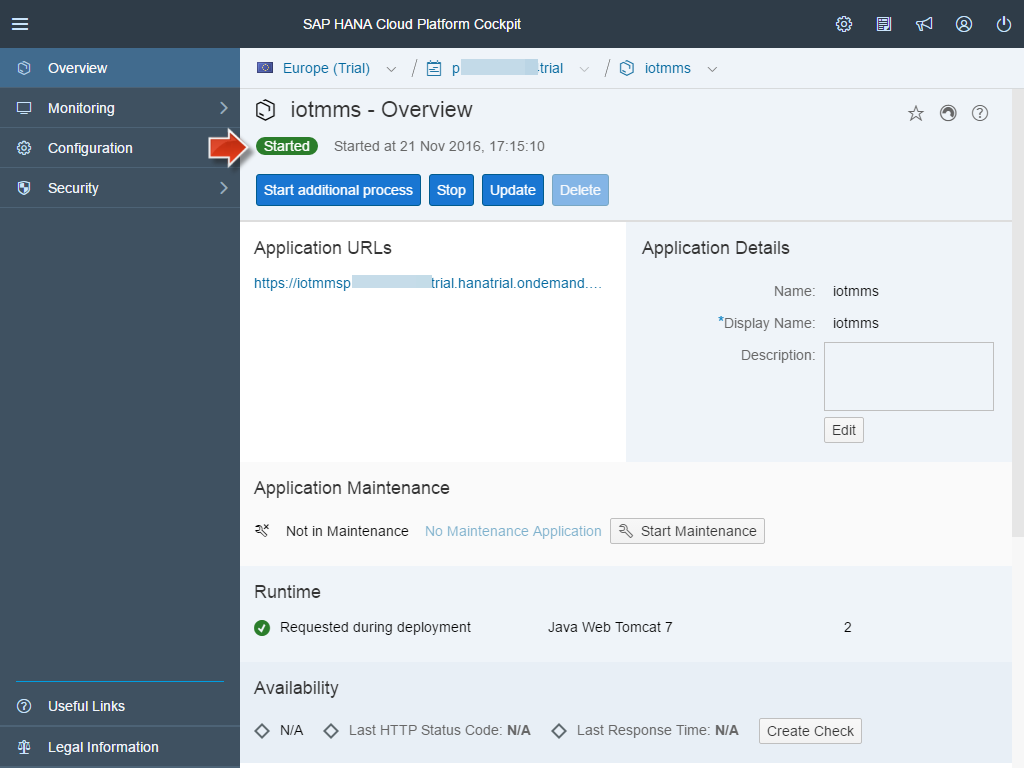 SAP HANA Cloud Platform Cockpit
Overview
Monitoring
Configuration
Security
Useful Links
Legal Information
Europe (Trial) / p -trial / iotmms
iotmms - Overview
Started Started at 21 Nov 2016, 17:15:10
Start additional process Stop Update Delete
Application URLs
https://iotmmsp trial.hanatrial.ondemand.…
Application Details
Name: iotmms
*Display Name: iotmms
Description:
Edit
Application Maintenance
Not in Maintenance No Maintenance Application Start Maintenance
Runtime
Requested during deployment Java Web Tomcat 7 2
Availability
N/A Last HTTP Status Code: N/A Last Response Time: N/A Create Check